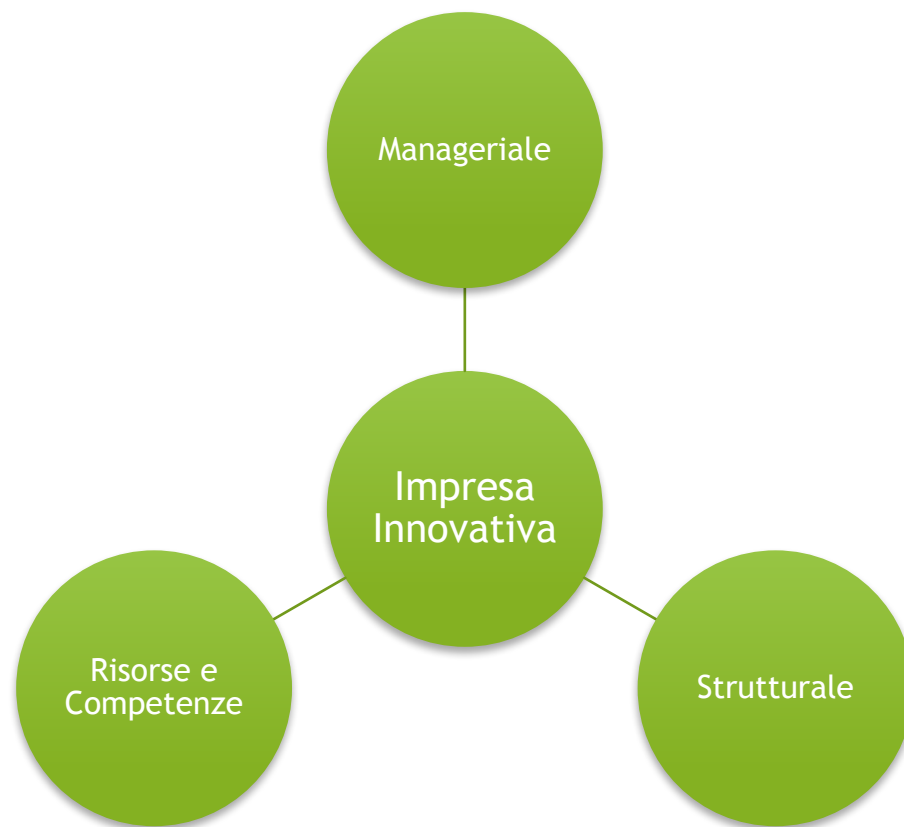 Manageriale
Impresa
Innovativa
Risorse e
Competenze
Strutturale